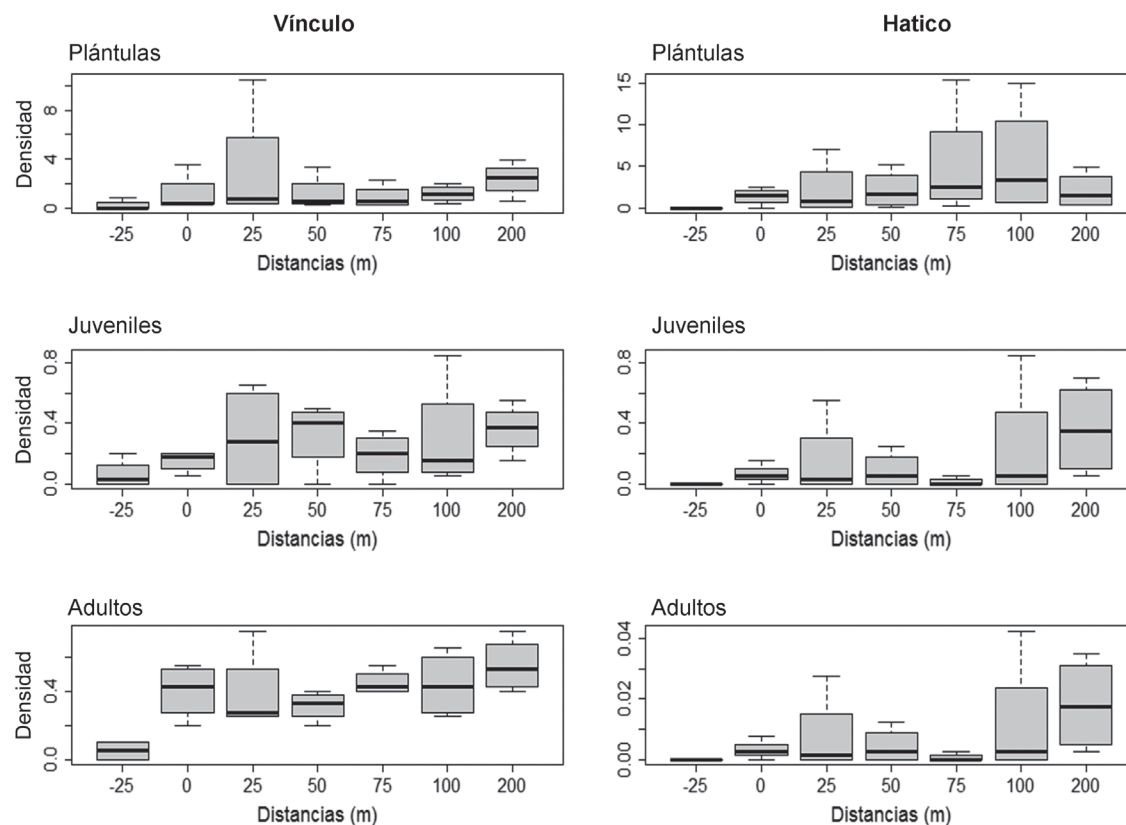 Vínculo
Plántulas
Densidad
0 4 8
-25 0 25 50 75 100 200
Distancias (m)
Hatico
Plántulas
0 5 10 15
-25 0 25 50 75 100 200
Distancias (m)
Juveniles
Densidad
0.0 0.4 0.8
-25 0 25 50 75 100 200
Distancias (m)
Juveniles
0.0 0.4 0.8
-25 0 25 50 75 100 200
Distancias (m)
Adultos
Densidad
0.0 0.4
-25 0 25 50 75 100 200
Distancias (m)
Adultos
0.00 0.02 0.04
-25 0 25 50 75 100 200
Distancias (m)